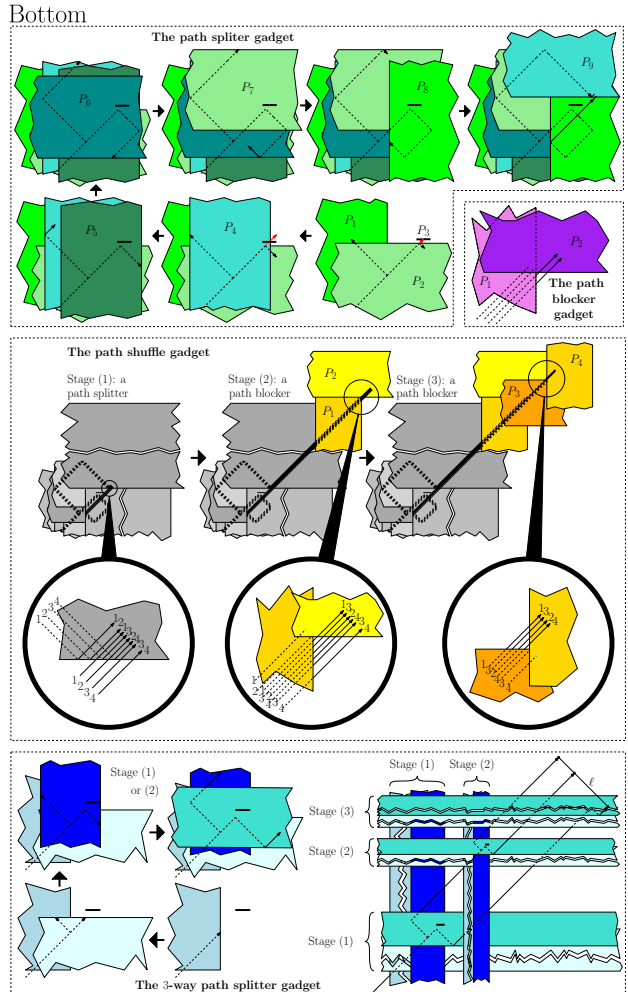 Bottom
The path spliter gadget
P6
P7
P8
P9
P5
P4
P1
P3
P2
P1
P2
The path
blocker
gadget
The path shuffle gadget
Stage (1): a
path splitter
Stage (2): a
path blocker
Stage (3): a
path blocker
P2
P1
P3
P4
Stage (1)
or (2)
Stage (1)
Stage (2)
ℓ
Stage (3)
Stage (2)
Stage (1)
The 3-way path splitter gadget